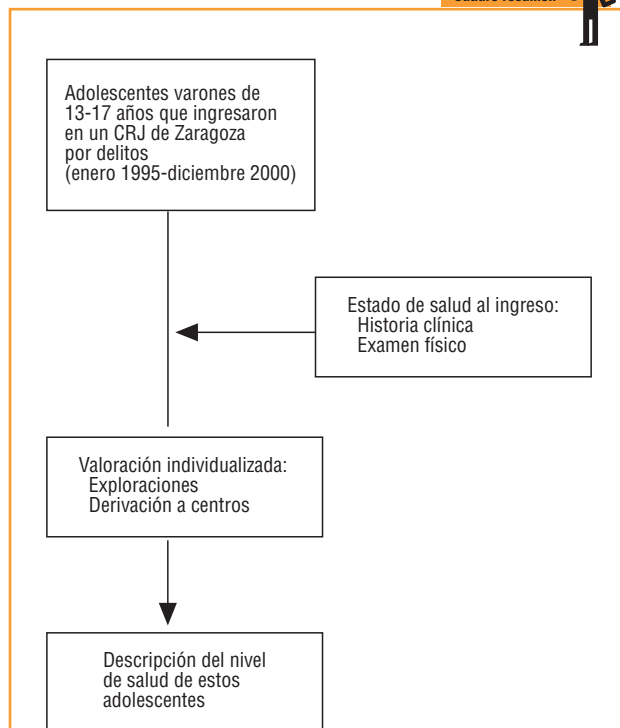 Adolescentes varones de
13-17 años que ingresaron
en un CRJ de Zaragoza
por delitos
(enero 1995-diciembre 2000)
Estado de salud al ingreso:
Historia clínica
Examen físico
Valoración individualizada:
Exploraciones
Derivación a centros
Descripción del nivel
de salud de estos
adolescentes